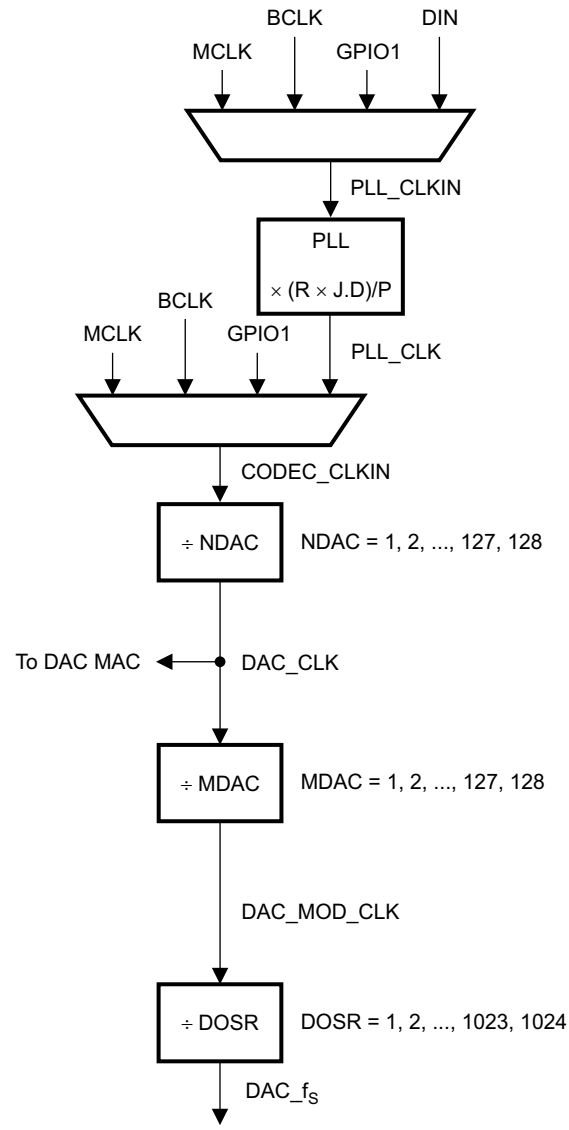 BCLK DIN
MCLK GPIO1
PLL_CLKIN
PLL
× (R × J.D)/P
BCLK
MCLK GPIO1
PLL_CLK
CODEC_CLKIN
÷ NDAC NDAC = 1, 2, ..., 127, 128
To DAC MAC DAC_CLK
÷ MDAC MDAC = 1, 2, ..., 127, 128
DAC_MOD_CLK
÷ DOSR DOSR = 1, 2, ..., 1023, 1024
DAC_fS